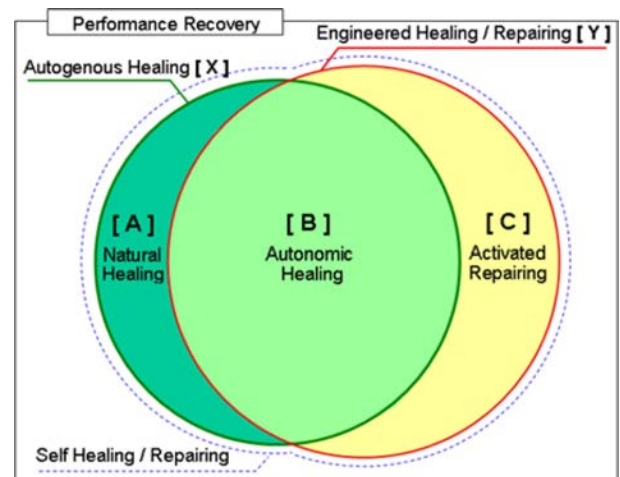 Performance Recovery
Engineered Healing / Repairing [ Y ]
Autogenous Healing [ X ]
[ A ]
Natural
Healing
[ B ]
Autonomic
Healing
[ C ]
Activated
Repairing
Self Healing / Repairing